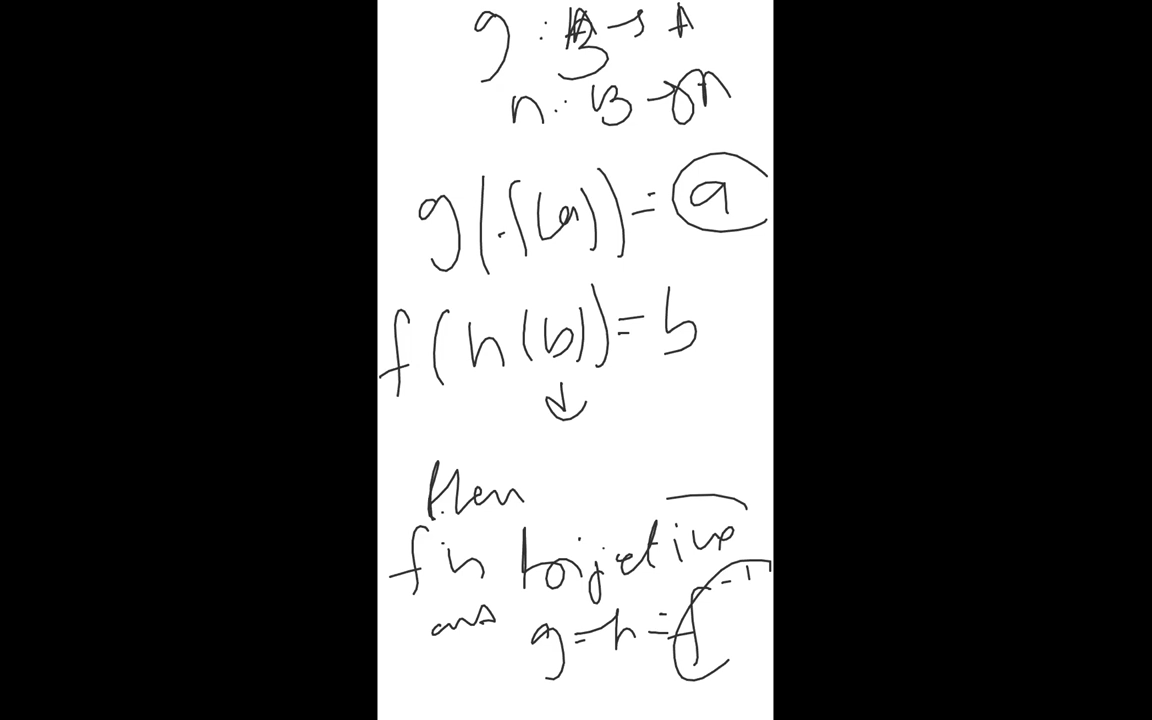 g : B → A
h : B → A
g(f(a)) = a
f(h(b)) = b
↓
then
f is bijective
and g = h = f⁻¹